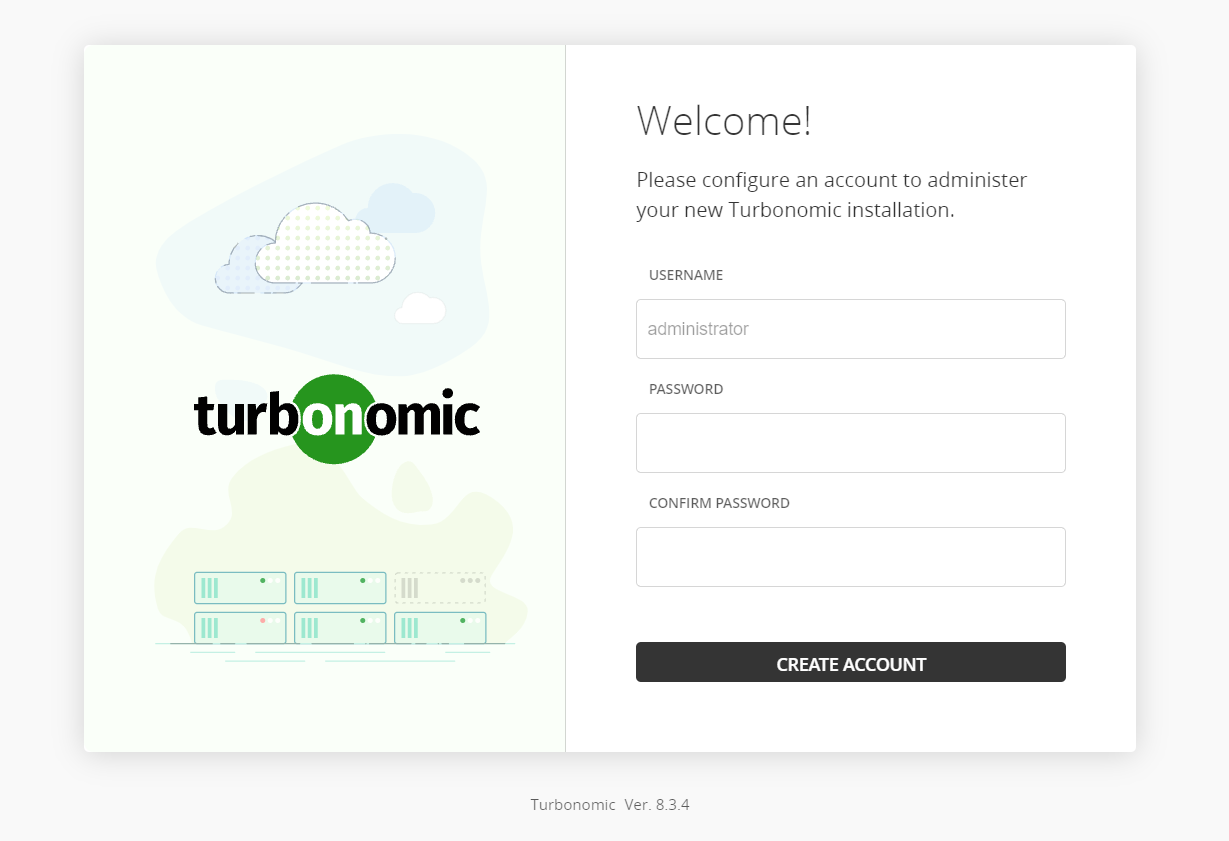 turbonomic
Welcome!
Please configure an account to administer
your new Turbonomic installation.
USERNAME
administrator
PASSWORD
CONFIRM PASSWORD
CREATE ACCOUNT
Turbonomic Ver. 8.3.4